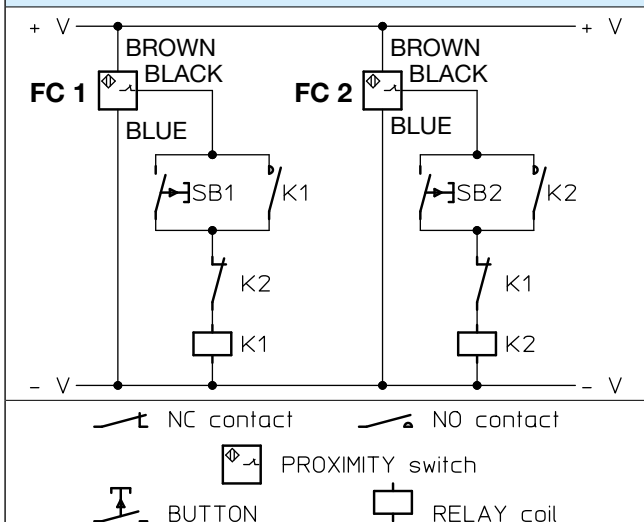 + V + V
BROWN BROWN
BLACK BLACK
FC 1 FC 2
BLUE BLUE
SB1 K1 SB2 K2
K2 K1
K1 K2
– V – V
NC contact NO contact
PROXIMITY switch
BUTTON RELAY coil